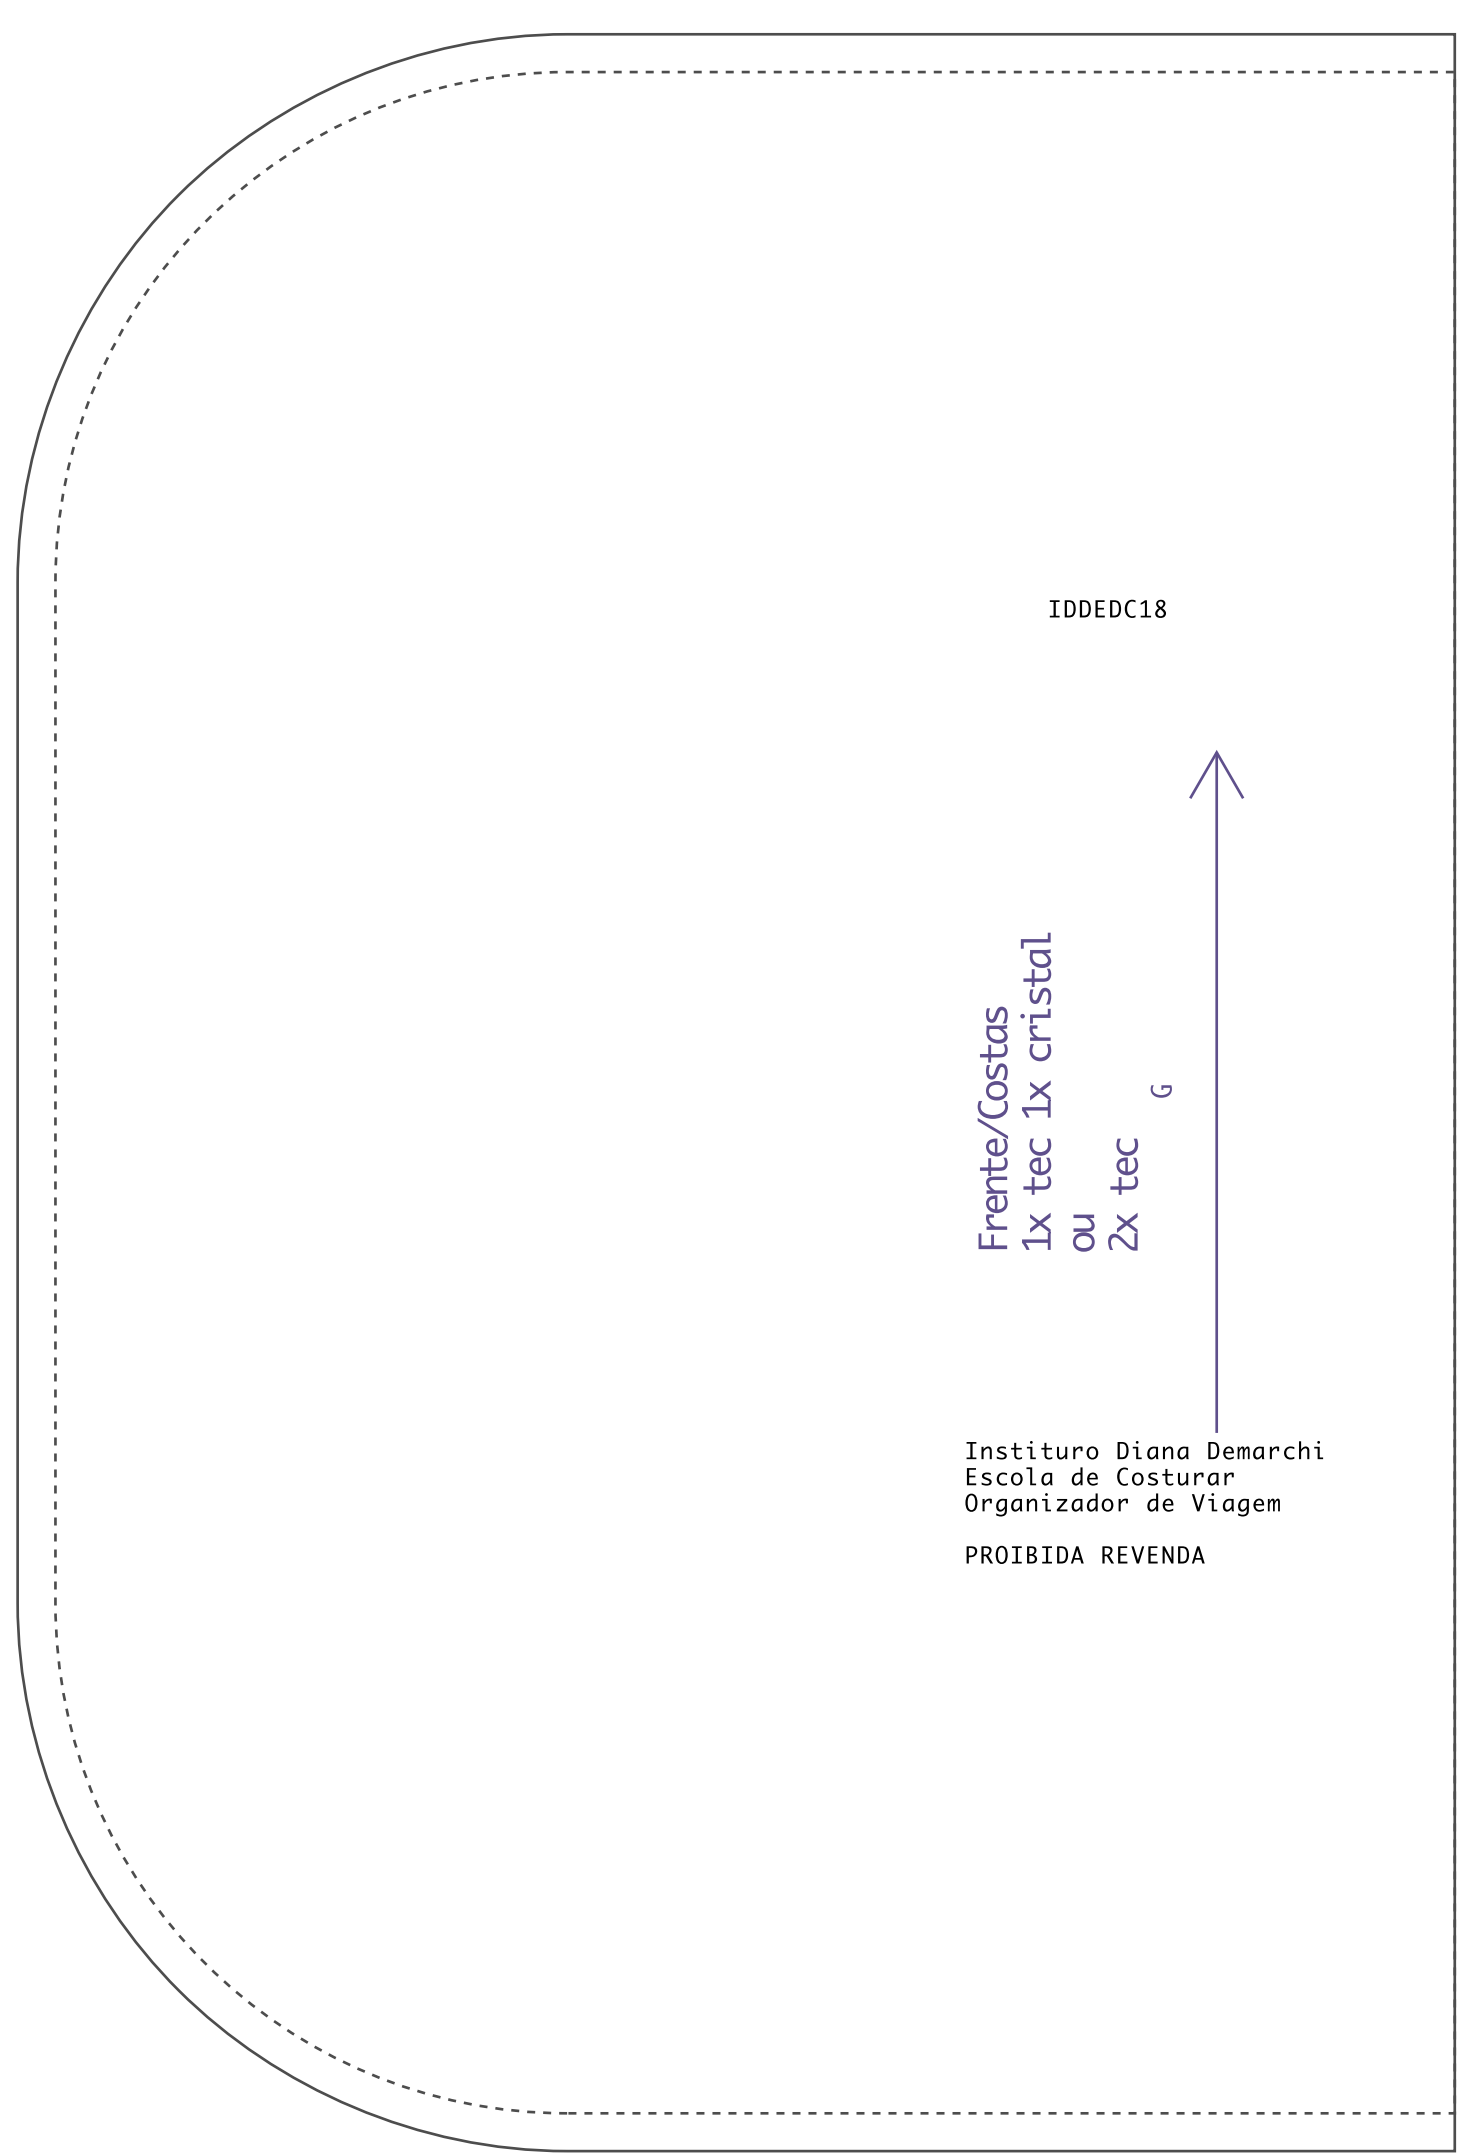 IDDEDC18
Frente/Costas
1x tec 1x cristal
ou
2x tec
G
Instituro Diana Demarchi
Escola de Costurar
Organizador de Viagem
PROIBIDA REVENDA